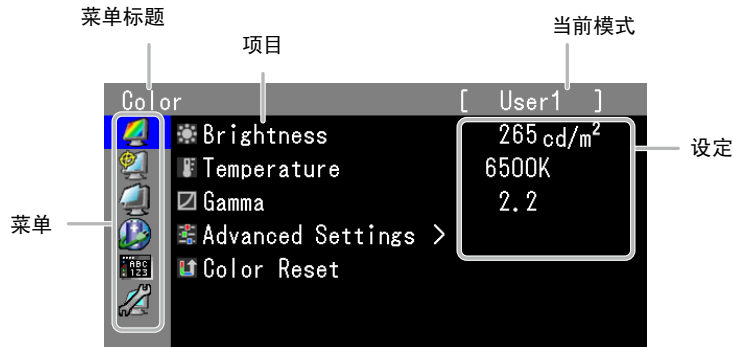 菜单标题
项目
当前模式
Color [ User1 ]
Brightness 265 cd/m²
Temperature 6500K
Gamma 2.2
Advanced Settings >
Color Reset
设定
菜单
ABC
123